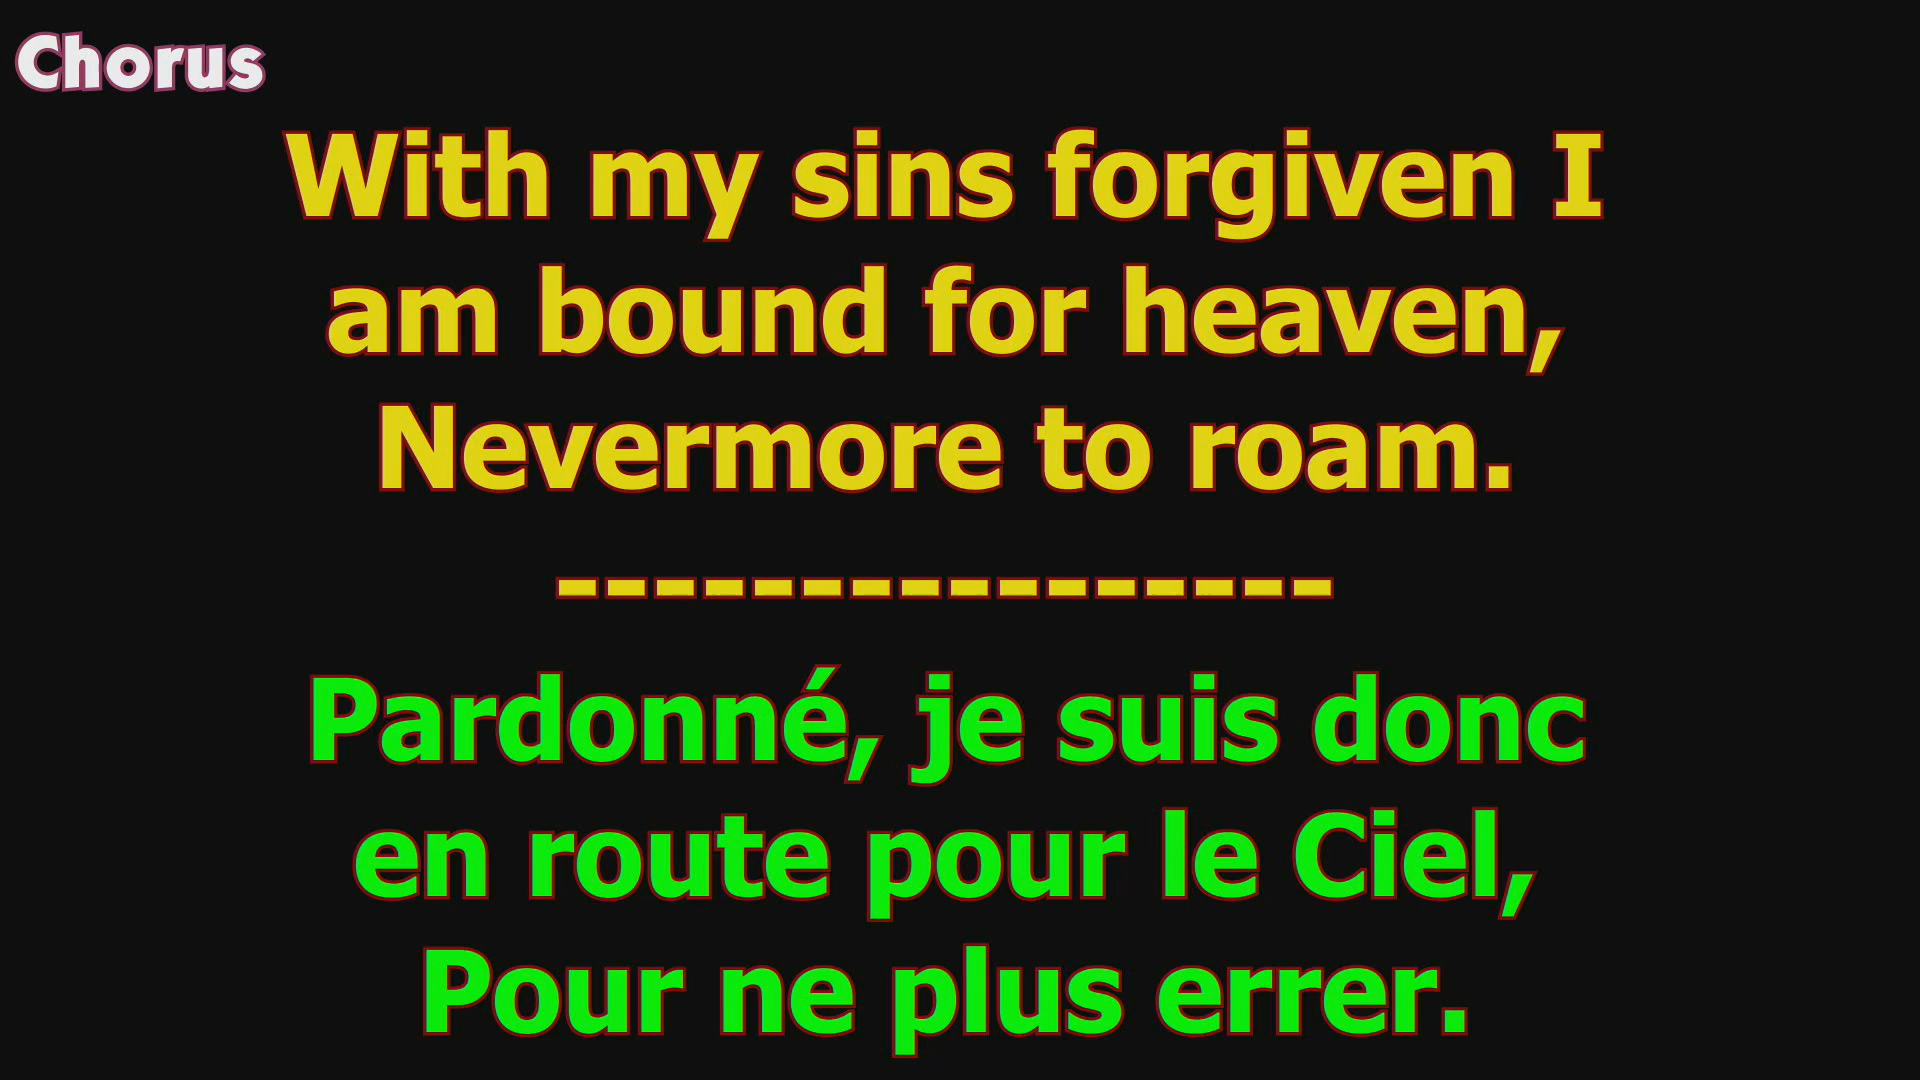 Chorus
With my sins forgiven I
am bound for heaven,
Nevermore to roam.
----------------
Pardonné, je suis donc
en route pour le Ciel,
Pour ne plus errer.